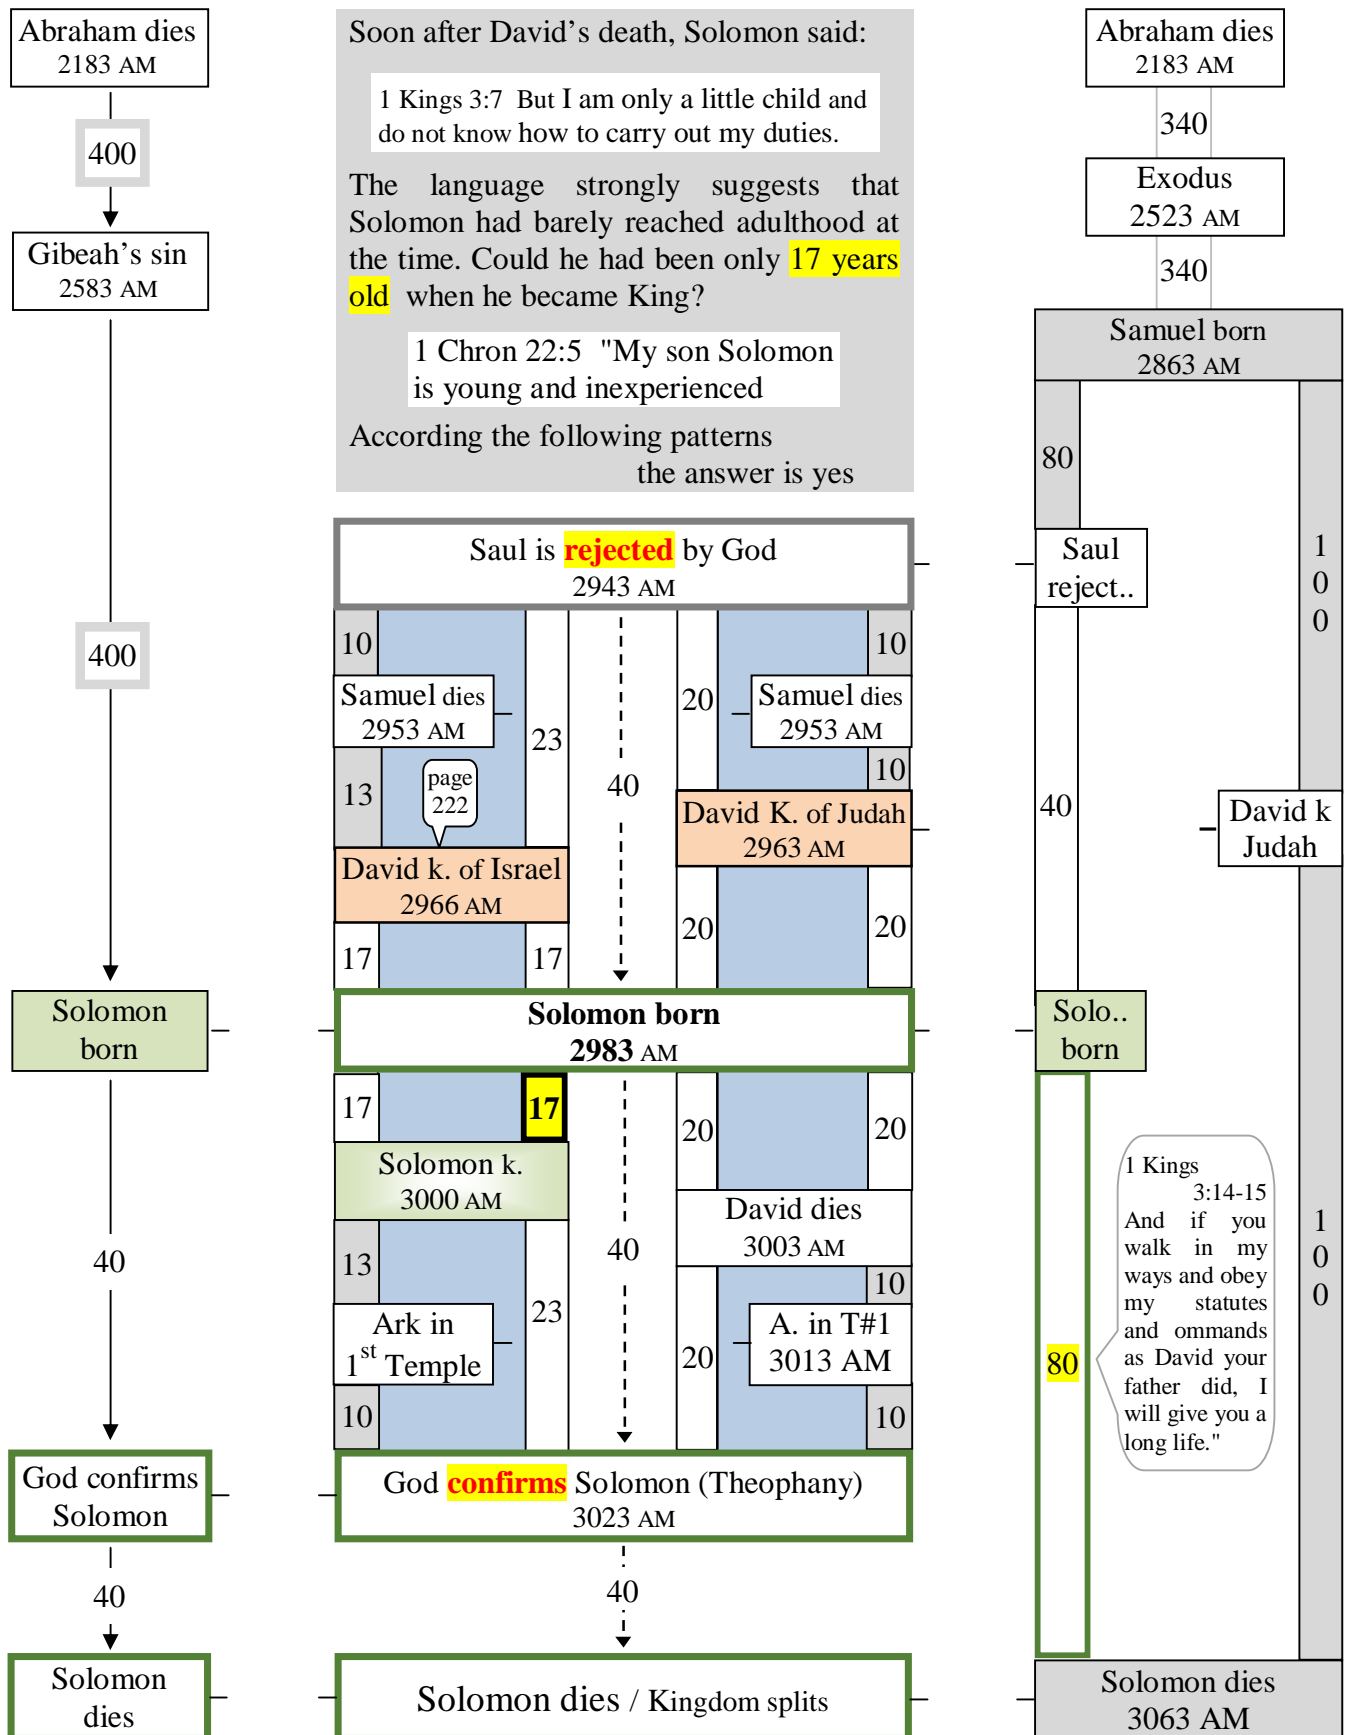 Abraham dies
2183 AM
400
Gibeah's sin
2583 AM
400
Solomon
born
40
God confirms
Solomon
40
Solomon
dies
Soon after David's death, Solomon said:
1 Kings 3:7 But I am only a little child and
do not know how to carry out my duties.
The language strongly suggests that
Solomon had barely reached adulthood at
the time. Could he had been only 17 years
old when he became King?
1 Chron 22:5 "My son Solomon
is young and inexperienced
According the following patterns
the answer is yes
Saul is rejected by God
2943 AM
10
Samuel dies
2953 AM
13
page
222
23
David k. of Israel
2966 AM
17
17
40
20
10
Samuel dies
2953 AM
10
David K. of Judah
2963 AM
20
20
Solomon born
2983 AM
17
17
Solomon k.
3000 AM
13
23
Ark in
1st Temple
10
40
20
20
David dies
3003 AM
10
20
A. in T#1
3013 AM
10
God confirms Solomon (Theophany)
3023 AM
40
Solomon dies / Kingdom splits
Abraham dies
2183 AM
340
Exodus
2523 AM
340
Samuel born
2863 AM
80
Saul
reject..
40
1
0
0
David k
Judah
Solo..
born
80
1 Kings
3:14-15
And if you
walk in my
ways and obey
my statutes
and ommands
as David your
father did, I
will give you a
long life."
1
0
0
Solomon dies
3063 AM